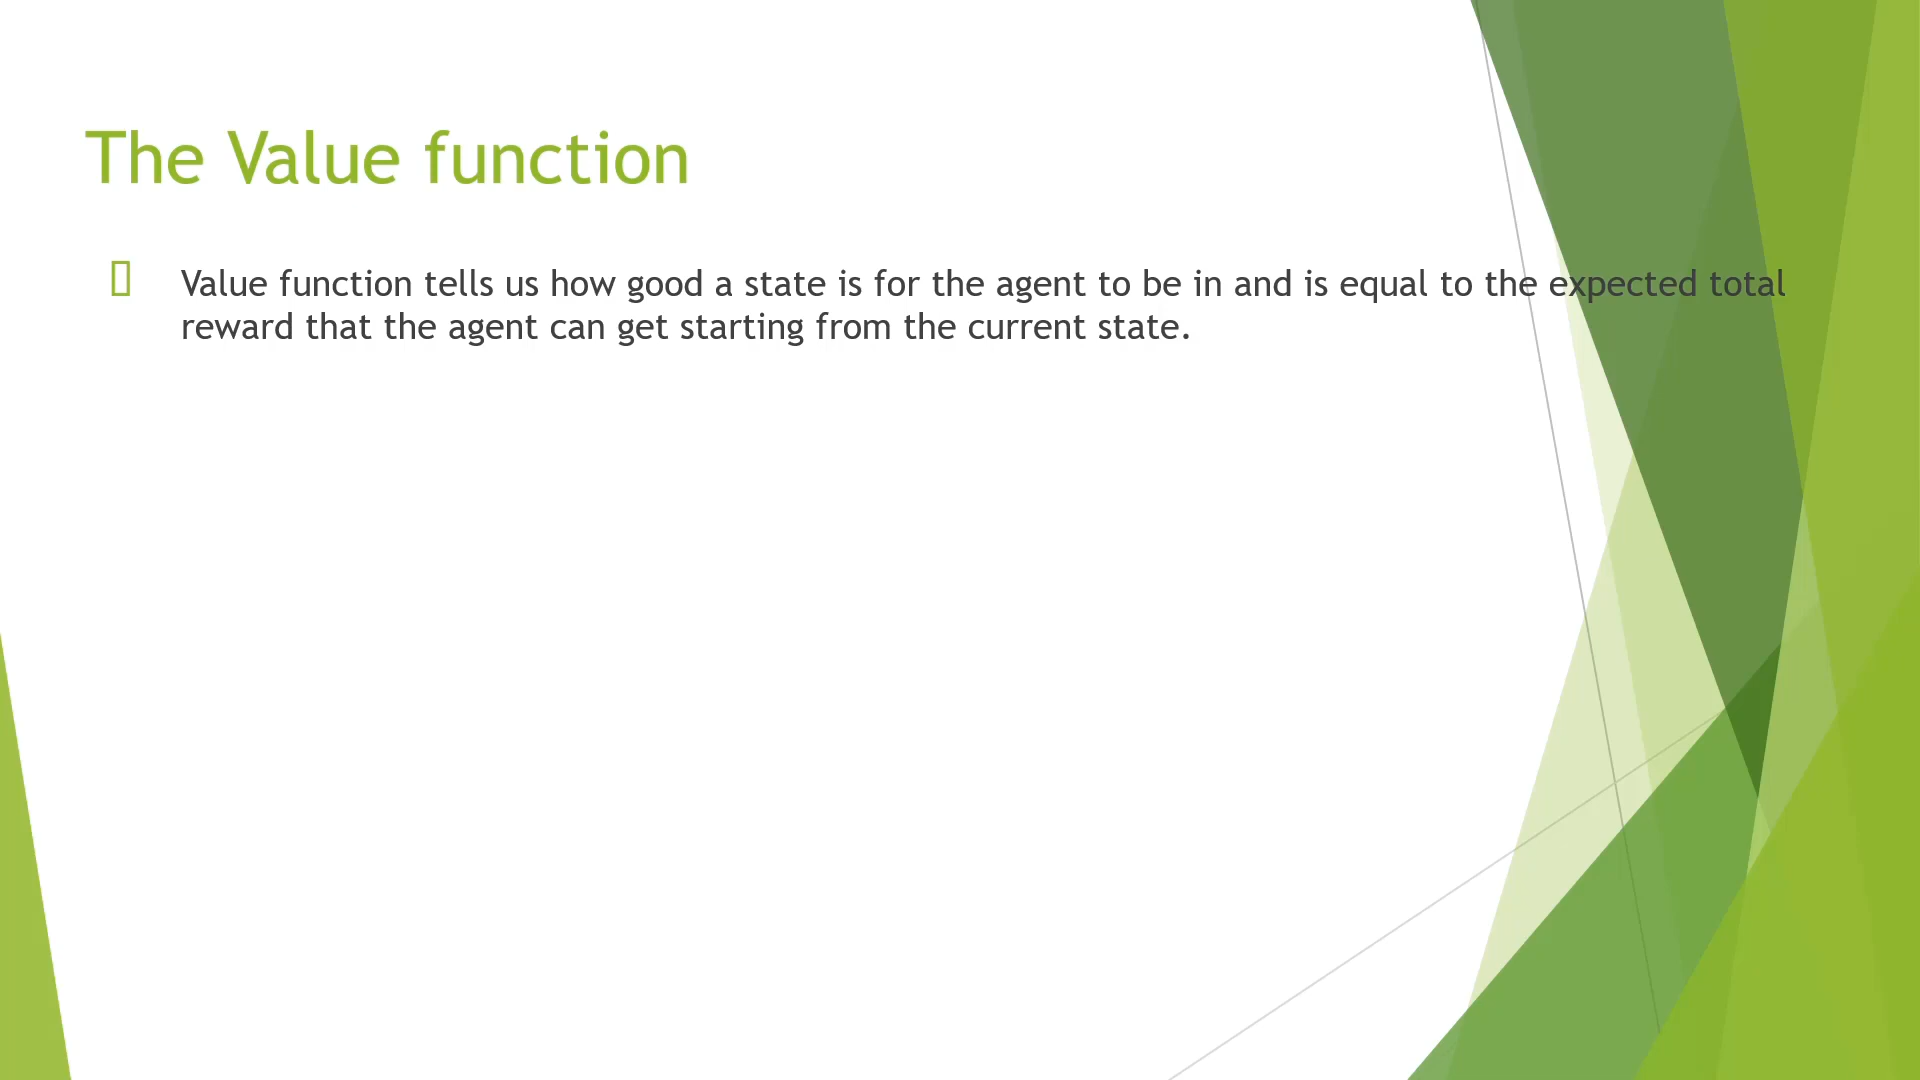 The Value function
Value function tells us how good a state is for the agent to be in and is equal to the expected total
reward that the agent can get starting from the current state.